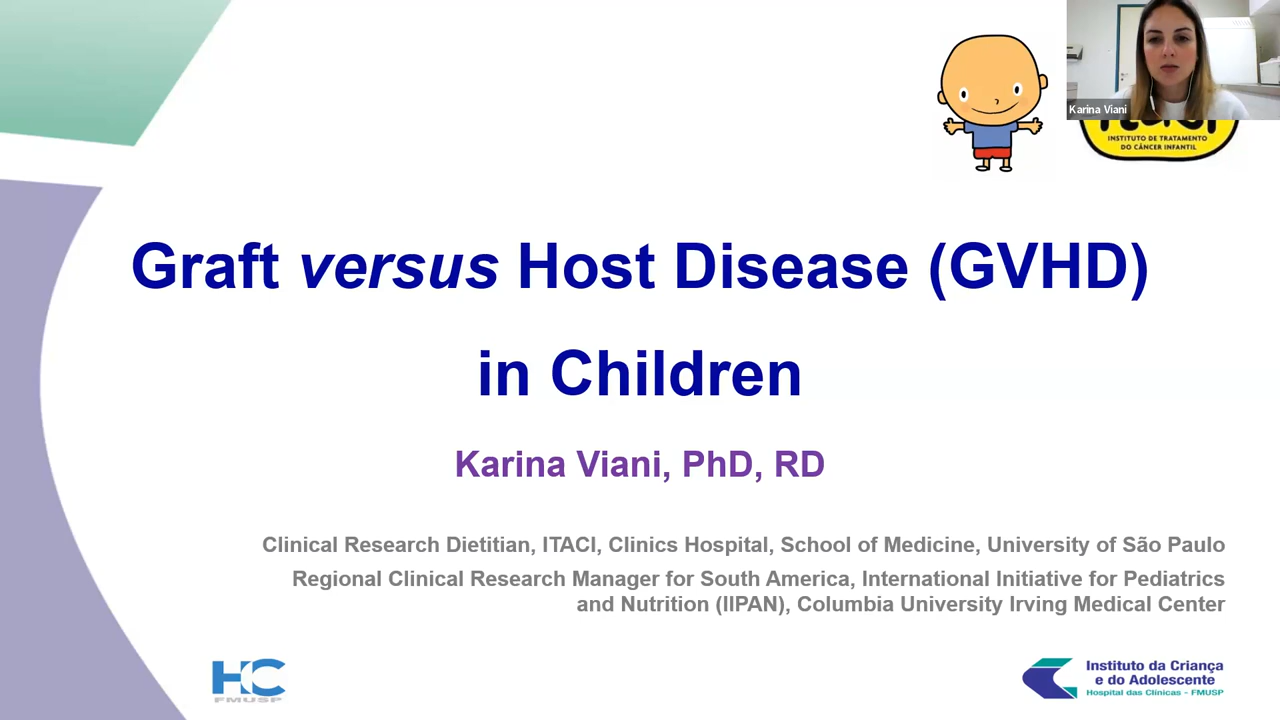 Karina Viani
INSTITUTO DE TRATAMENTO
DO CÂNCER INFANTIL
Graft versus Host Disease (GVHD)
in Children
Karina Viani, PhD, RD
Clinical Research Dietitian, ITACI, Clinics Hospital, School of Medicine, University of São Paulo
Regional Clinical Research Manager for South America, International Initiative for Pediatrics
and Nutrition (IIPAN), Columbia University Irving Medical Center
HC
FMUSP
Instituto da Criança
e do Adolescente
Hospital das Clínicas - FMUSP